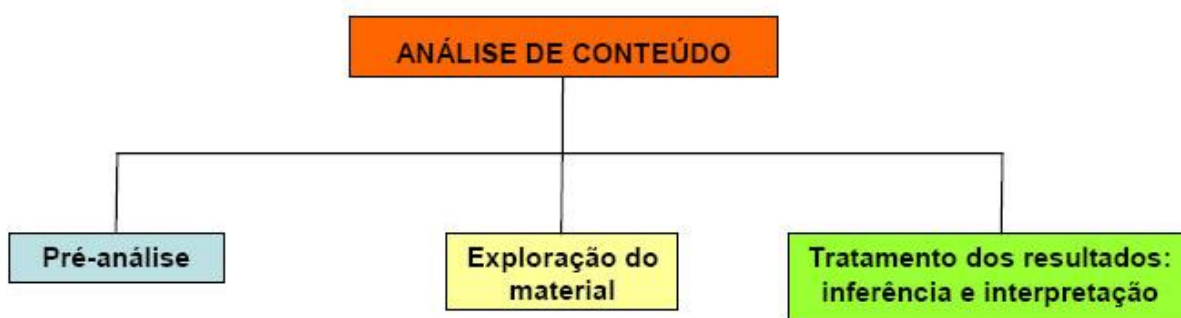 ANÁLISE DE CONTEÚDO
Pré-análise
Exploração do
material
Tratamento dos resultados:
inferência e interpretação